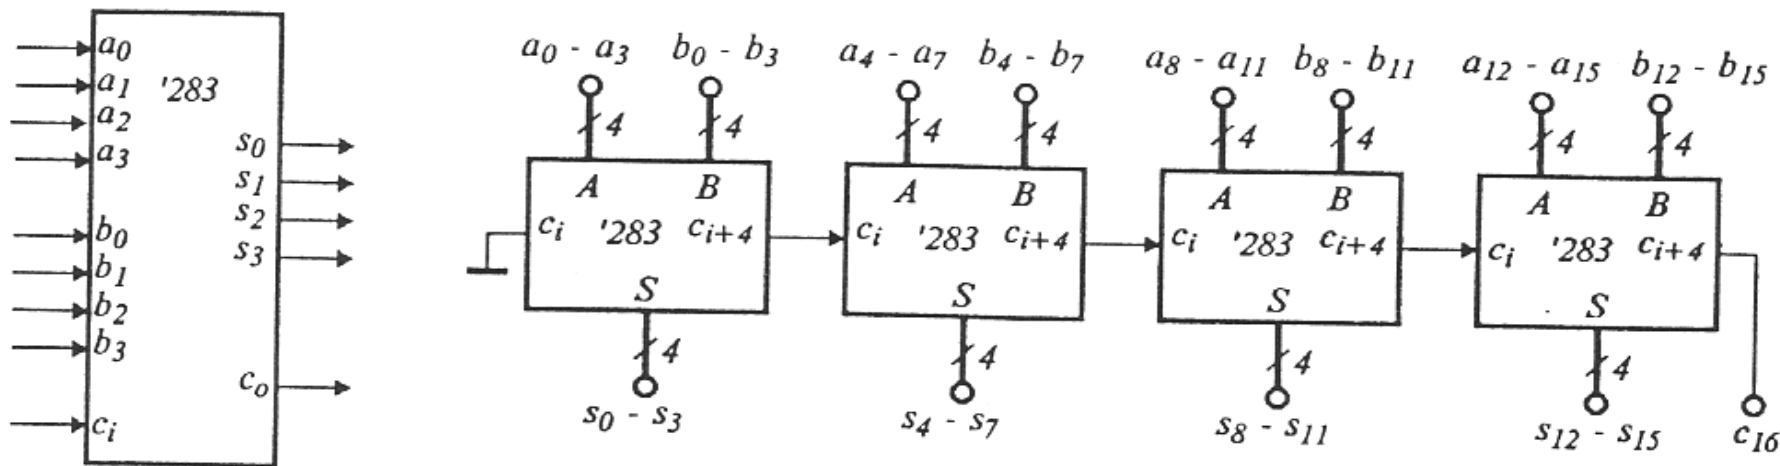 a0
a1
a2
a3
'283
b0
b1
b2
b3
ci
s0
s1
s2
s3
co
a0 - a3 b0 - b3
4 4
A B
ci '283 ci+4
S
4
s0 - s3
a4 - a7 b4 - b7
4 4
A B
ci '283 ci+4
S
4
s4 - s7
a8 - a11 b8 - b11
4 4
A B
ci '283 ci+4
S
4
s8 - s11
a12 - a15 b12 - b15
4 4
A B
ci '283 ci+4
S
4
s12 - s15
c16